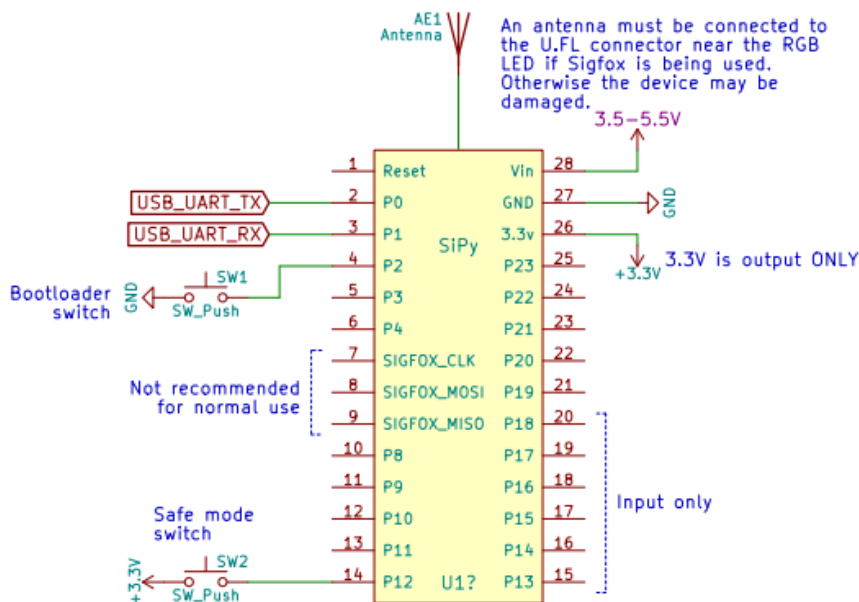 AE1
Antenna
An antenna must be connected to
the U.FL connector near the RGB
LED if Sigfox is being used.
Otherwise the device may be
damaged.
3.5-5.5V
1 Reset Vin 28
USB_UART_TX 2 P0 GND 27 GND
USB_UART_RX 3 P1 3.3v 26
SiPy
4 P2 P23 25
+3.3V 3.3V is output ONLY
Bootloader
switch
GND SW1
SW_Push
5 P3 P22 24
6 P4 P21 23
7 SIGFOX_CLK P20 22
Not recommended
for normal use
8 SIGFOX_MOSI P19 21
9 SIGFOX_MISO P18 20
10 P8 P17 19
11 P9 P16 18
Input only
12 P10 P15 17
13 P11 P14 16
Safe mode
switch
+3.3V SW2
SW_Push
14 P12 U1? P13 15